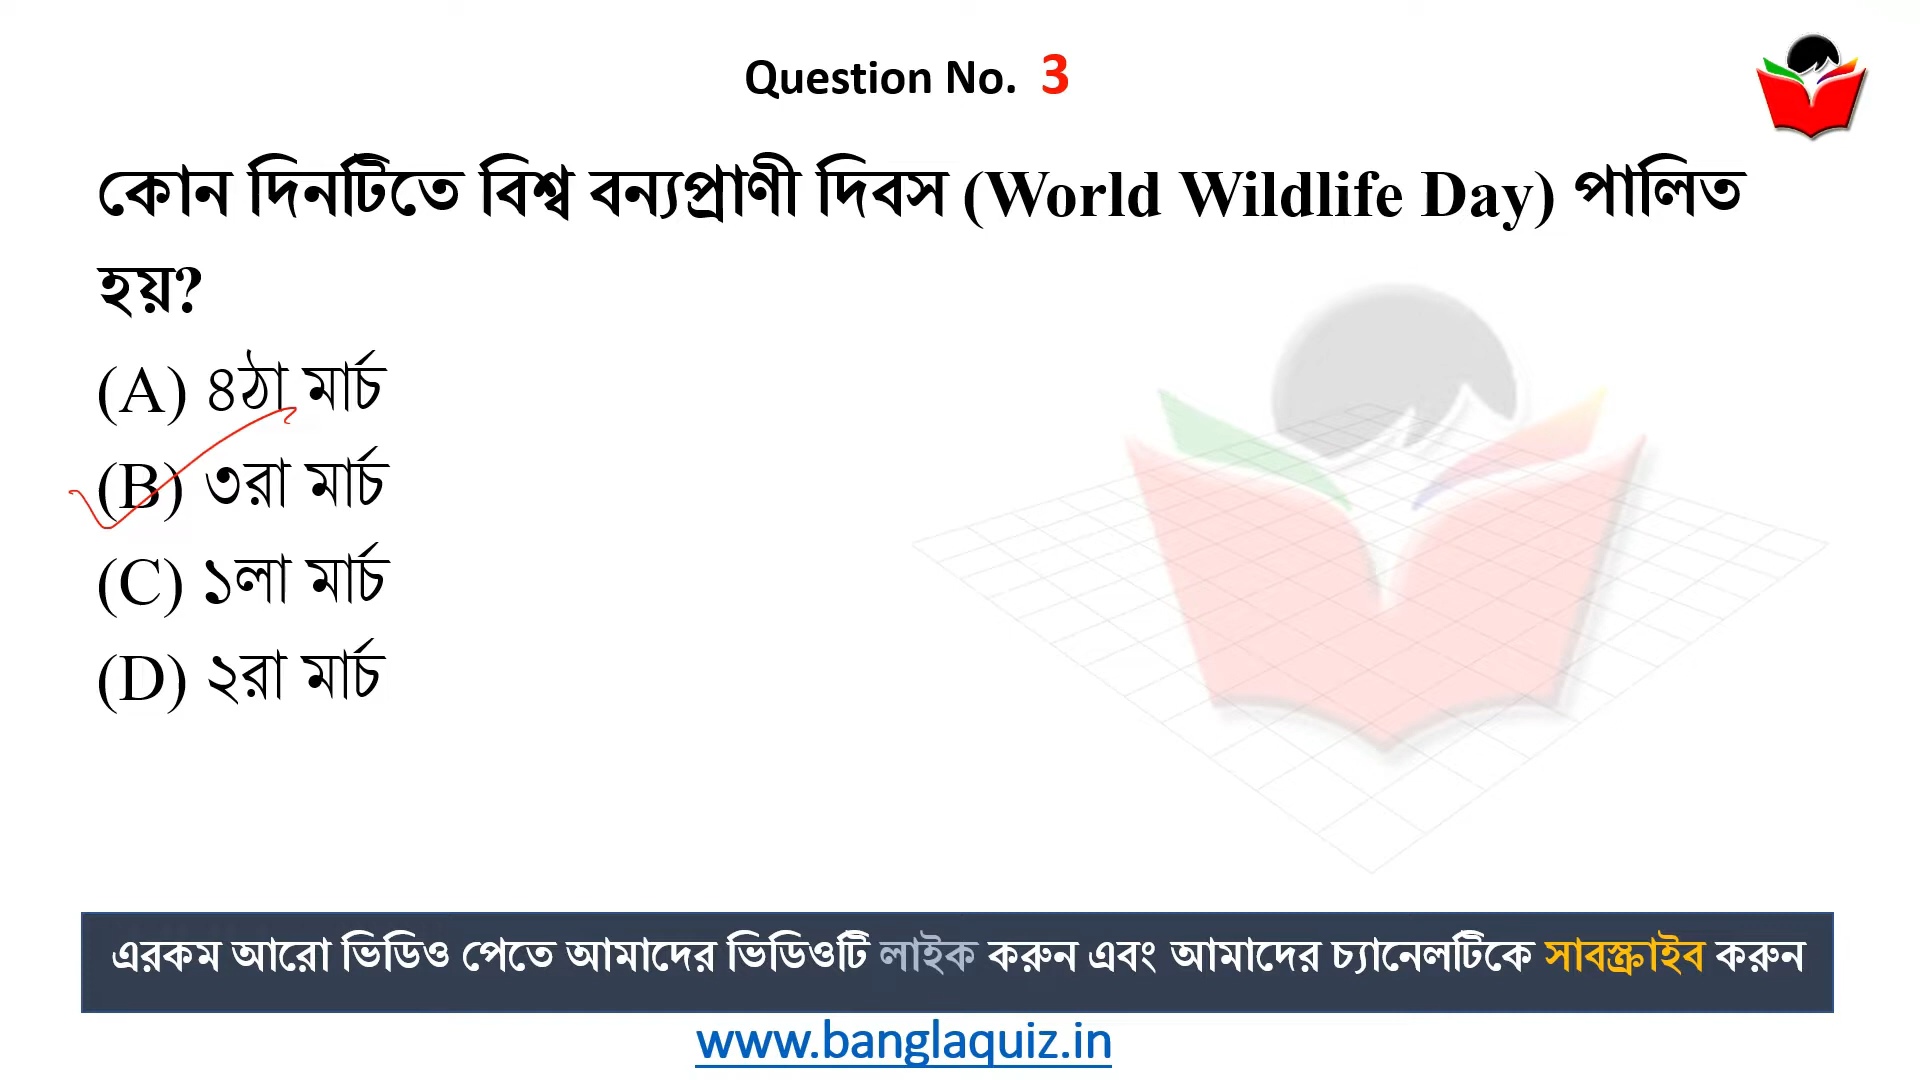 Question No. 3
কোন দিনটিতে বিশ্ব বন্যপ্রাণী দিবস (World Wildlife Day) পালিত
হয়?
(A) ৪ঠা মার্চ
(B) ৩রা মার্চ
(C) ১লা মার্চ
(D) ২রা মার্চ
এরকম আরো ভিডিও পেতে আমাদের ভিডিওটি লাইক করুন এবং আমাদের চ্যানেলটিকে সাবস্ক্রাইব করুন
www.banglaquiz.in